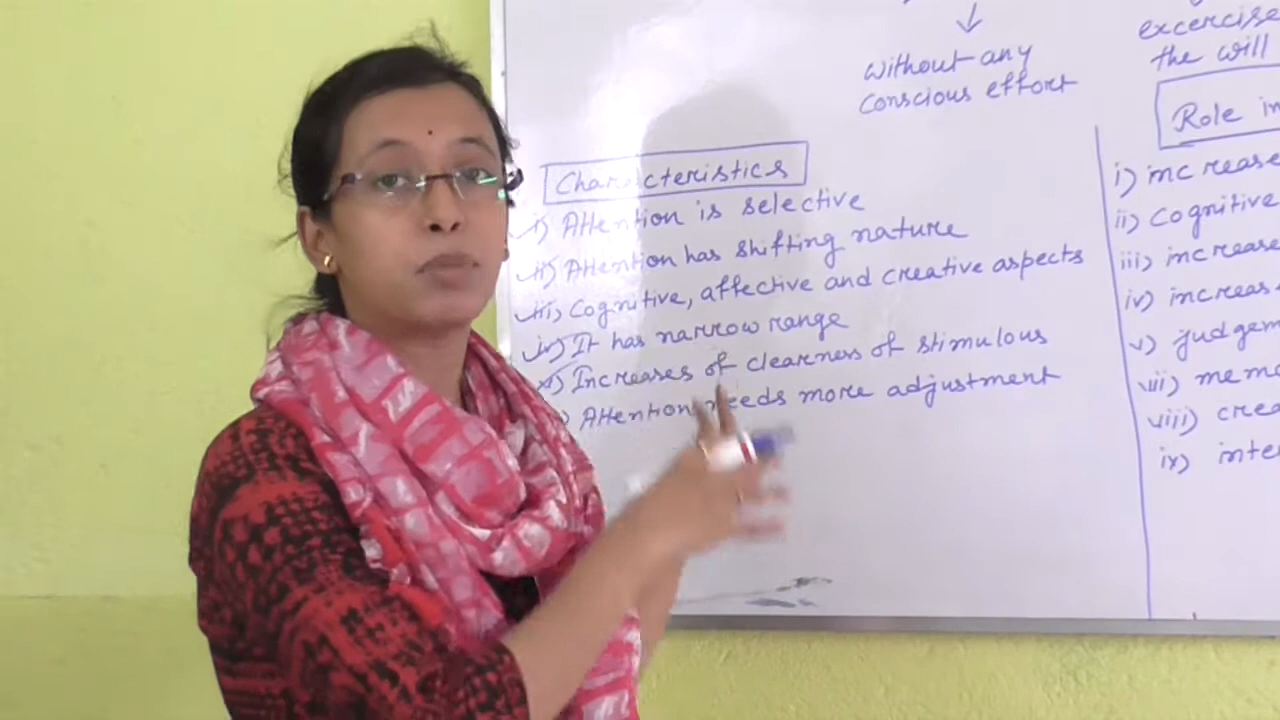 without any
conscious effort
excercise
the will
Characteristics
i) Attention is selective
ii) Attention has shifting nature
iii) Cognitive, affective and creative aspects
iv) It has narrow range
v) Increases of clearness of stimulous
) Attention needs more adjustment
Role in
i) increase
ii) Cognitive
iii) increase
iv) increas
v) judgem
vii) memo
viii) crea
ix) inte